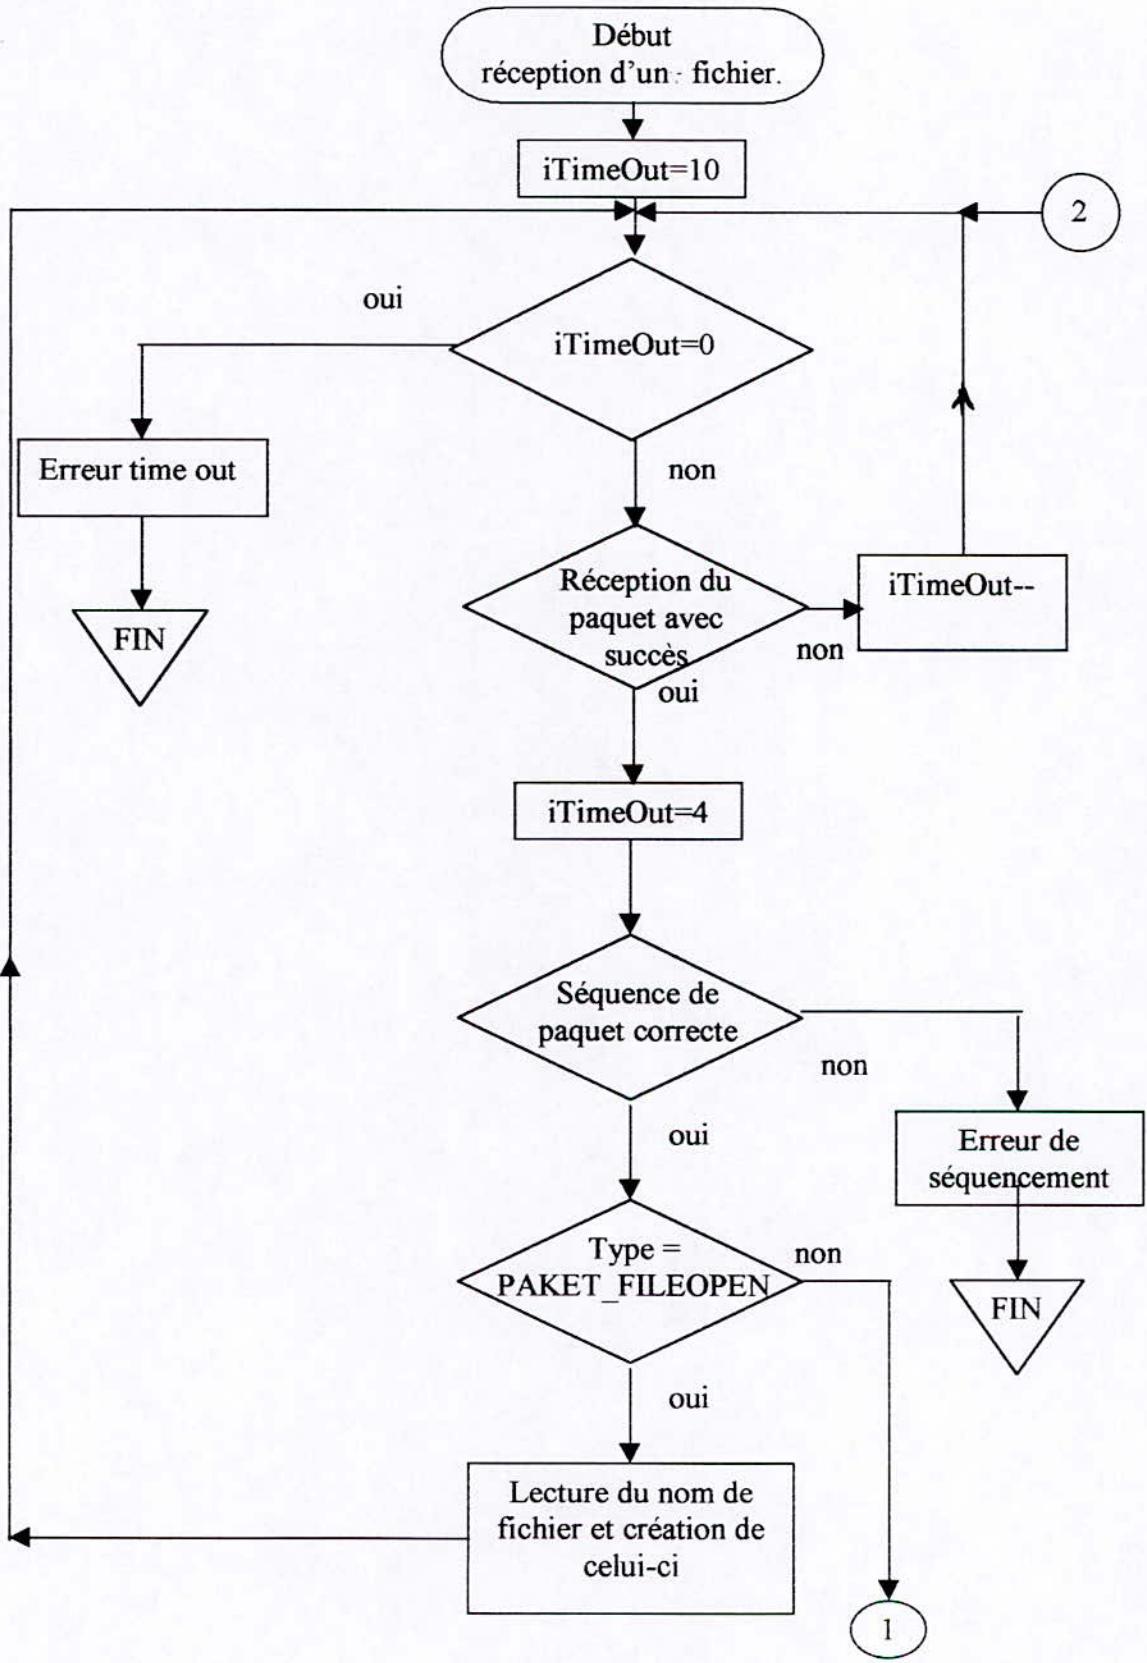 Début
réception d'un fichier.
iTimeOut=10
2
oui
iTimeOut=0
non
Erreur time out
FIN
Réception du
paquet avec
succès
non
iTimeOut--
oui
iTimeOut=4
Séquence de
paquet correcte
non
oui
Erreur de
séquencement
FIN
Type =
PAKET_FILEOPEN
non
oui
Lecture du nom de
fichier et création de
celui-ci
1